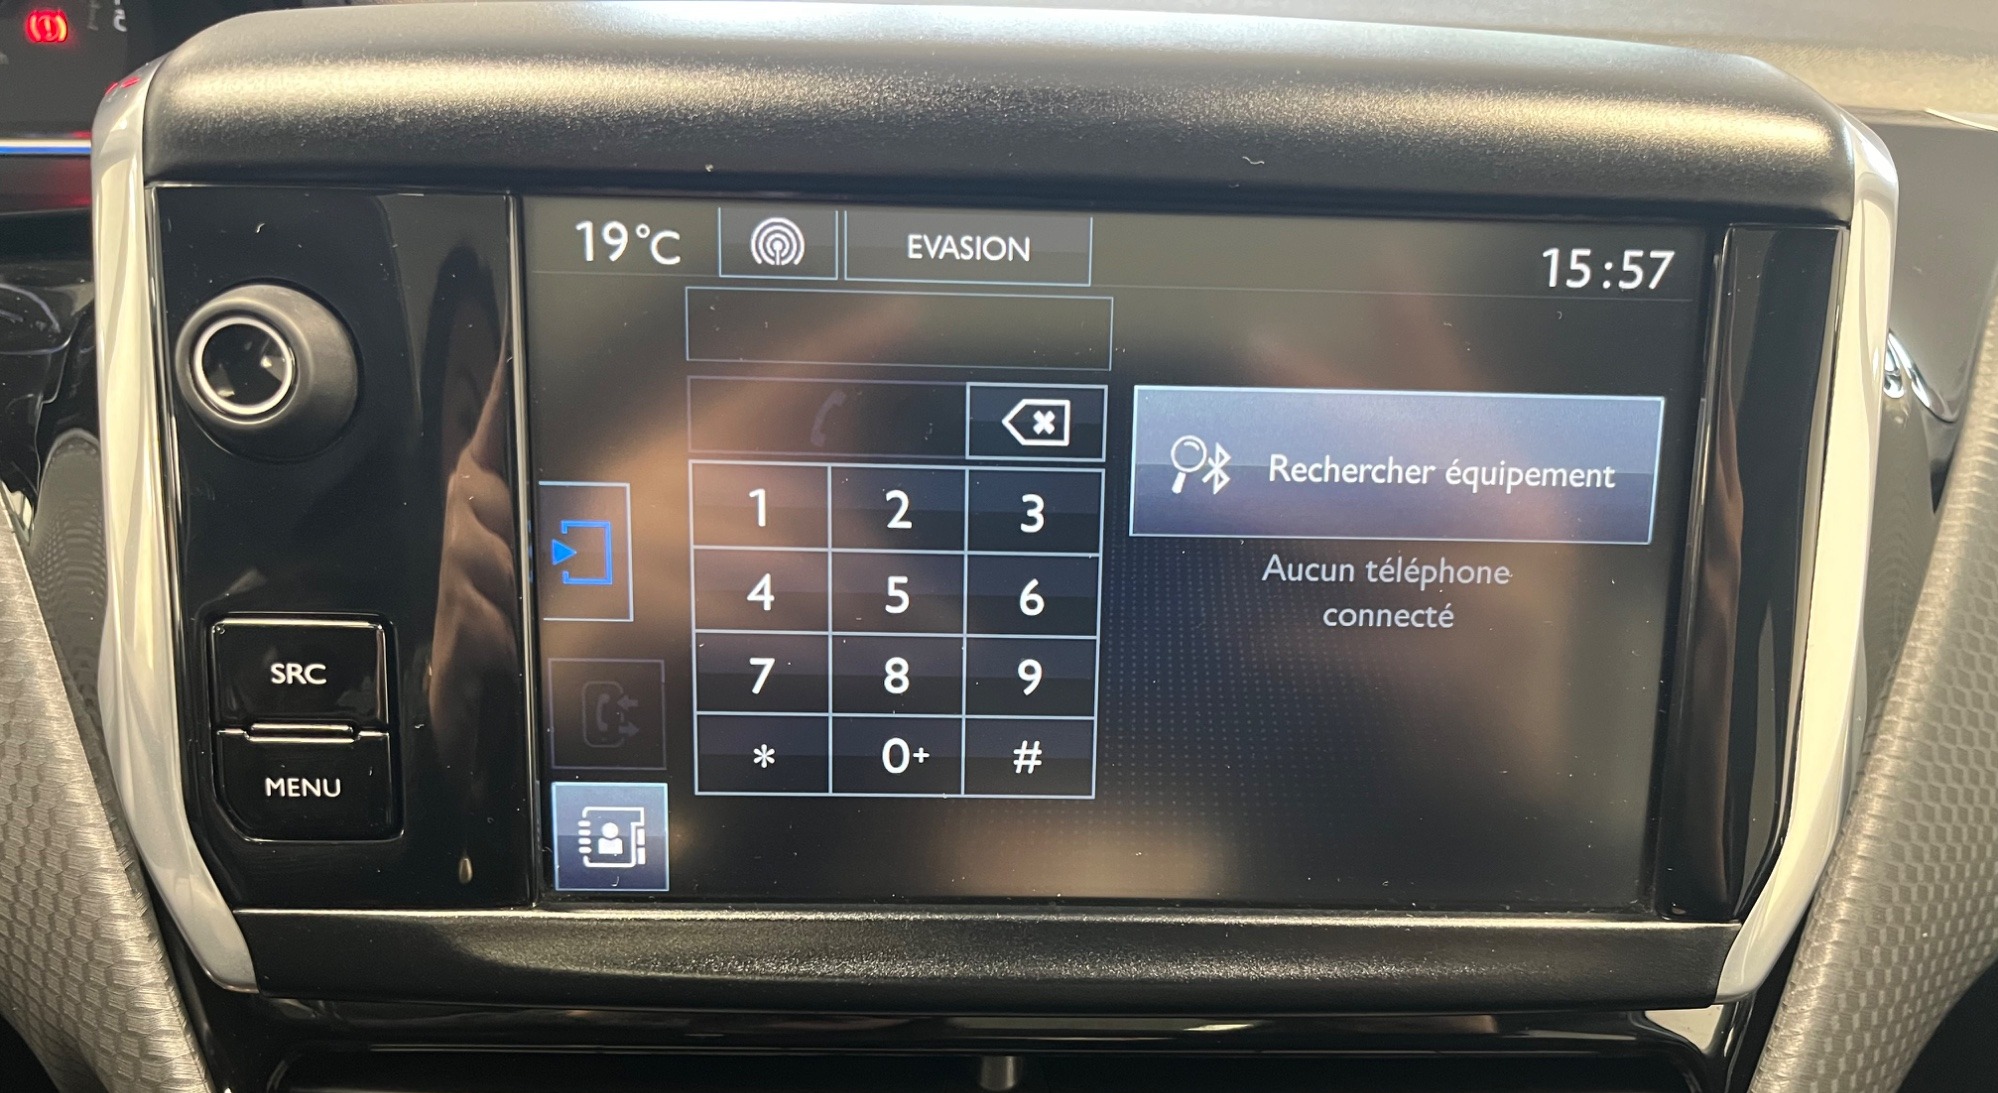 19°C
EVASION
15:57
1 2 3
Rechercher équipement
4 5 6
Aucun téléphone
connecté
7 8 9
* 0+ #
SRC
MENU